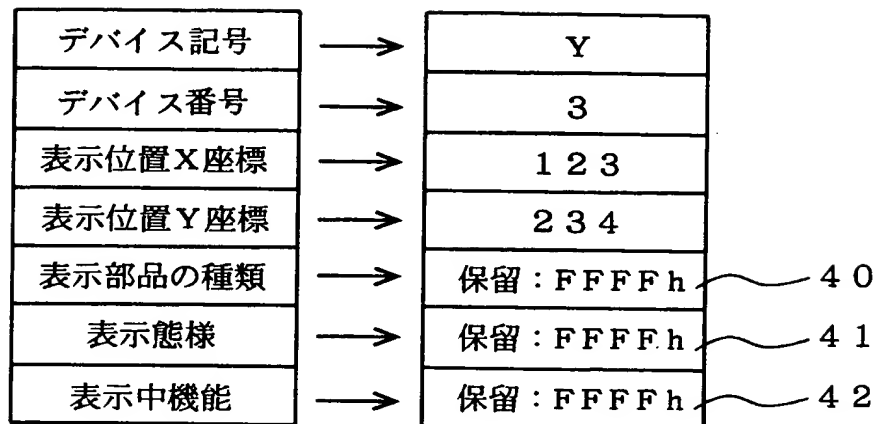 デバイス記号 → Y
デバイス番号 → 3
表示位置X座標 → 123
表示位置Y座標 → 234
表示部品の種類 → 保留：FFFFh 40
表示態様 → 保留：FFFFh 41
表示中機能 → 保留：FFFFh 42